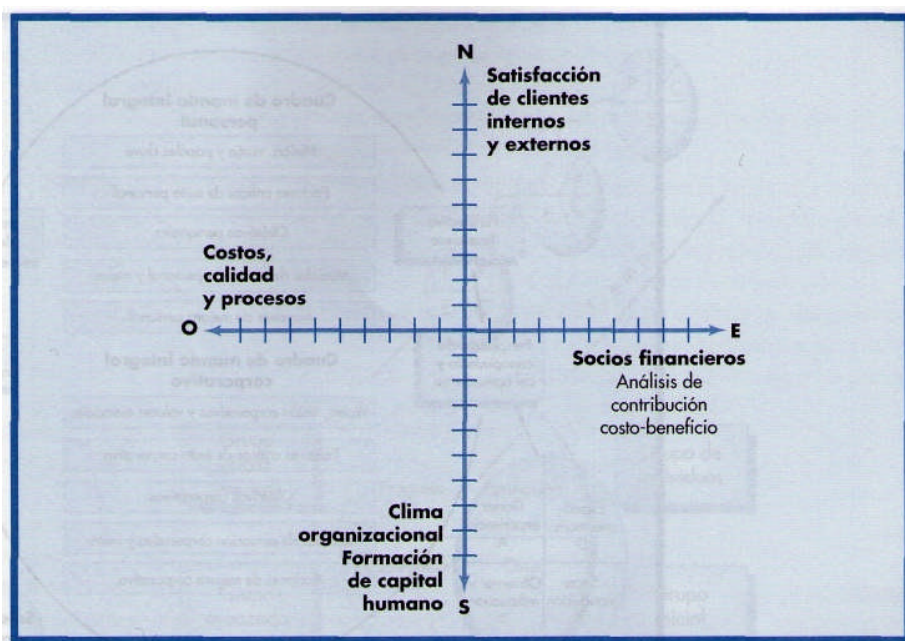 N
Satisfacción
de clientes
internos
y externos
Costos,
calidad
y procesos
O
E
Socios financieros
Análisis de
contribución
costo-beneficio
Clima
organizacional
Formación
de capital
humano
S